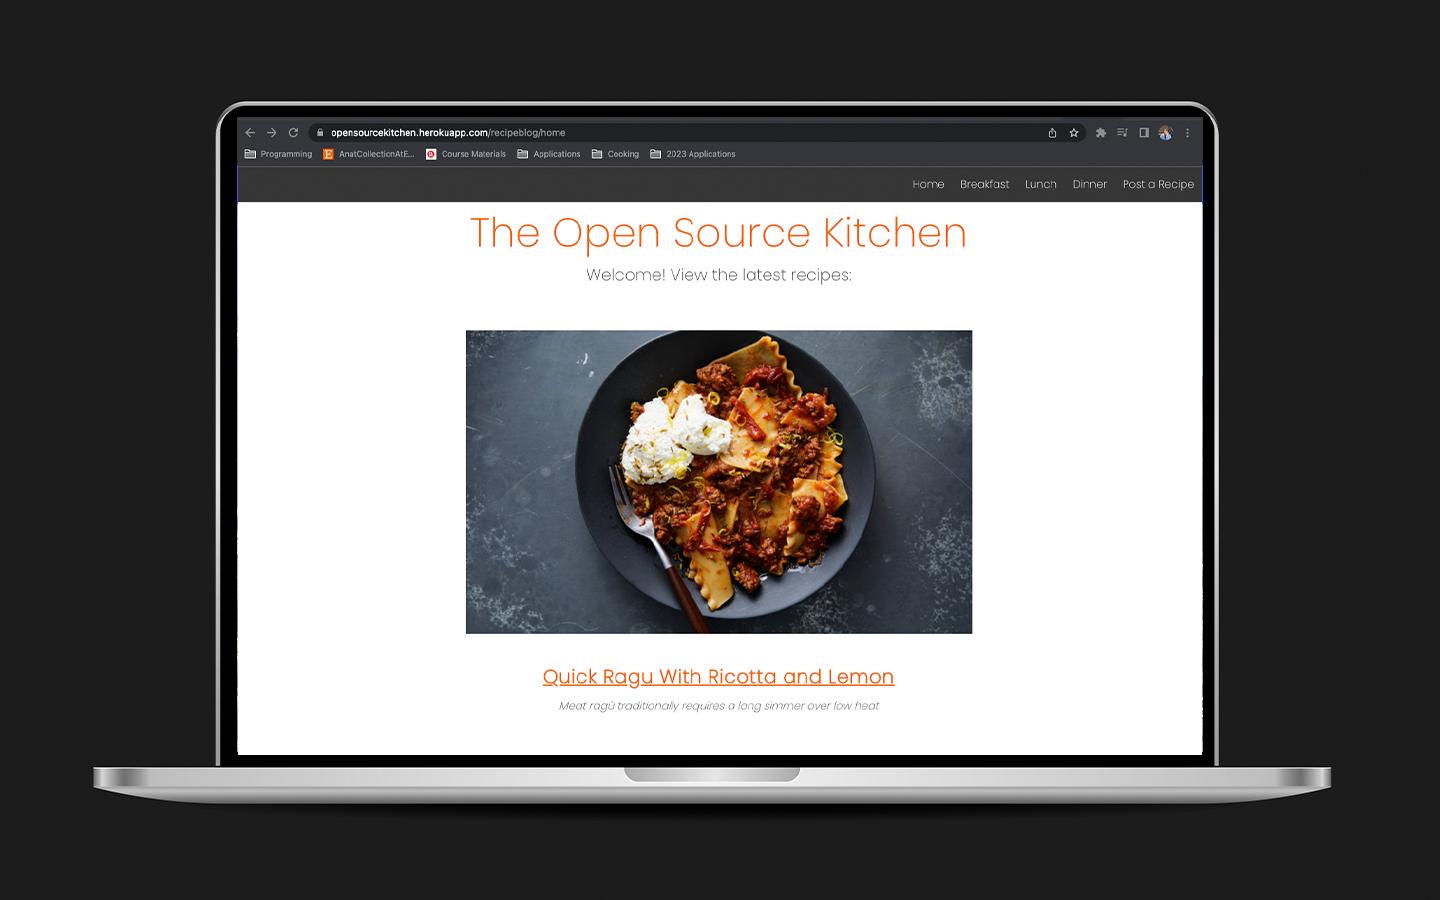 opensourcekitchen.herokuapp.com/recipeblog/home
Programming AnatCollectionAtE... Course Materials Applications Cooking 2023 Applications
Home Breakfast Lunch Dinner Post a Recipe
The Open Source Kitchen
Welcome! View the latest recipes:
Quick Ragu With Ricotta and Lemon
Meat ragù traditionally requires a long simmer over low heat